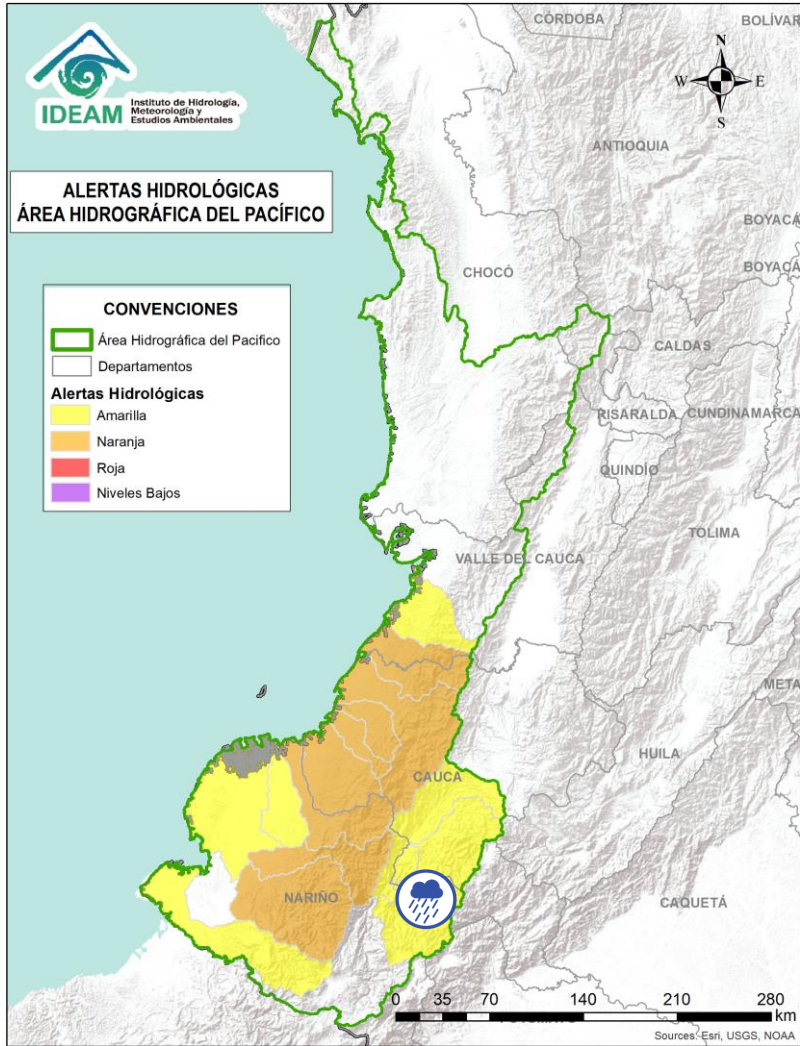 CÓRDOBA
BOLÍVAR
IDEAM
Instituto de Hidrología,
Meteorología y
Estudios Ambientales
N
W E
S
ANTIOQUIA
ALERTAS HIDROLÓGICAS
ÁREA HIDROGRÁFICA DEL PACÍFICO
BOYACÁ
BOYACÁ
CHOCÓ
CONVENCIONES
Área Hidrográfica del Pacifico
Departamentos
Alertas Hidrológicas
Amarilla
Naranja
Roja
Niveles Bajos
CALDAS
RISARALDA
CUNDINAMARCA
QUINDÍO
TOLIMA
VALLE DEL CAUCA
META
HUILA
CAUCA
NARIÑO
CAQUETÁ
0 35 70 140 210 280
km
Sources: Esri, USGS, NOAA